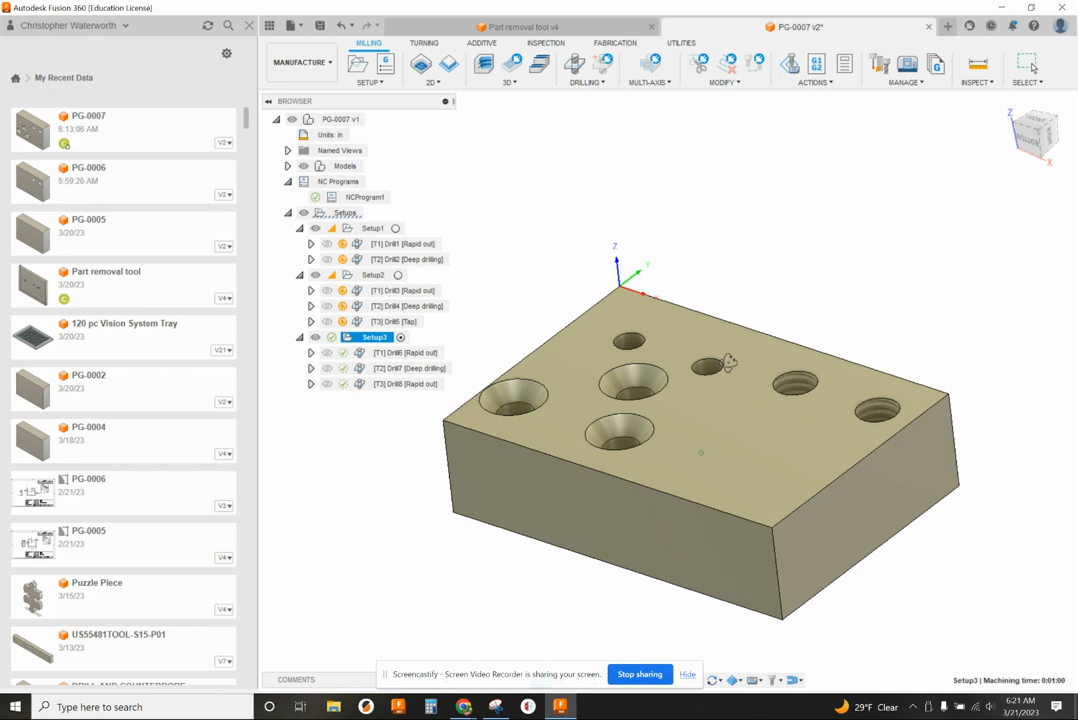 Autodesk Fusion 360 (Education License)
Christopher Waterworth
Part removal tool v4
PG-0007 v2*
My Recent Data
PG-0007
6:13:06 AM
V2
PG-0006
5:59:26 AM
V2
PG-0005
3/20/23
V2
Part removal tool
3/20/23
V4
120 pc Vision System Tray
3/20/23
V21
PG-0002
3/20/23
V2
PG-0004
3/18/23
V4
PG-0006
2/21/23
V3
PG-0005
2/21/23
V4
Puzzle Piece
3/15/23
V4
US55481TOOL-S15-P01
3/13/23
V7
MILLING
TURNING
ADDITIVE
INSPECTION
FABRICATION
UTILITIES
MANUFACTURE
G
G1
G2
G
SETUP
2D
3D
DRILLING
MULTI-AXIS
MODIFY
ACTIONS
MANAGE
INSPECT
SELECT
BROWSER
PG-0007 v1
Units: in
Named Views
Models
NC Programs
NCProgram1
Setups
Setup1
[T1] Drill1 [Rapid out]
[T2] Drill2 [Deep drilling]
Setup2
[T1] Drill3 [Rapid out]
[T2] Drill4 [Deep drilling]
[T3] Drill5 [Tap]
Setup3
[T1] Drill6 [Rapid out]
[T2] Drill7 [Deep drilling]
[T3] Drill8 [Rapid out]
Z
BOTTOM
X
Z
Y
COMMENTS
Screencastify - Screen Video Recorder is sharing your screen.
Stop sharing
Hide
Setup3 | Machining time: 0:01:00
Type here to search
29°F Clear
6:21 AM
3/21/2023